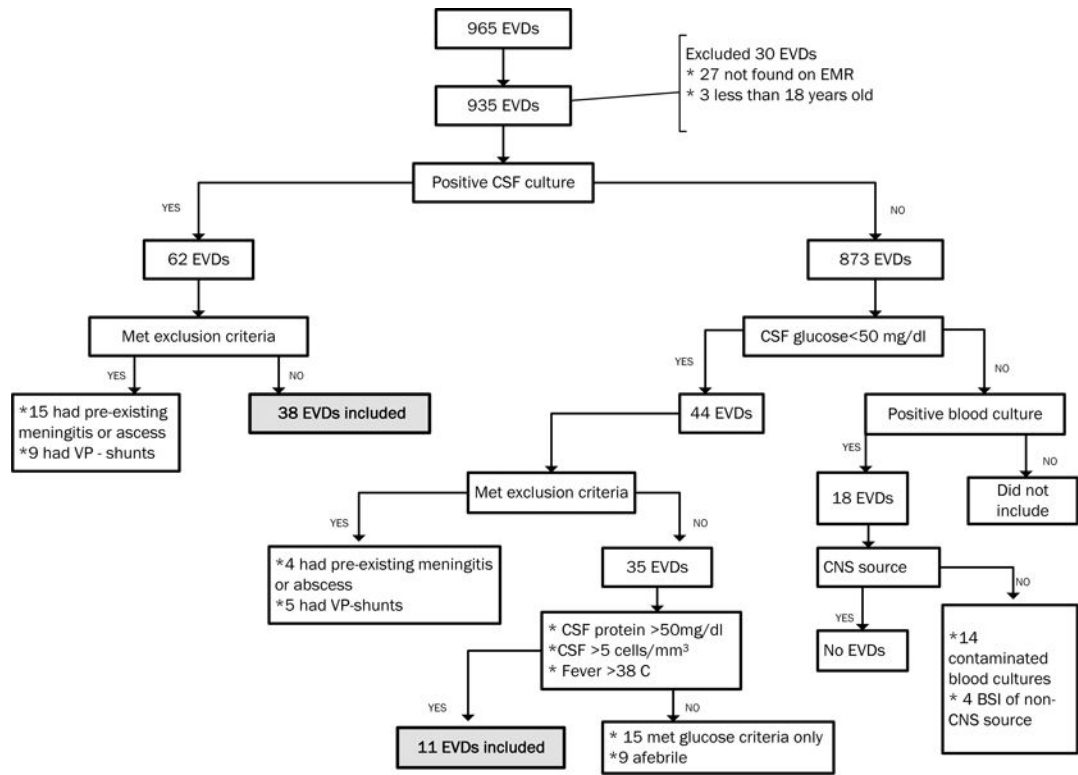 965 EVDs
Excluded 30 EVDs
* 27 not found on EMR
* 3 less than 18 years old
935 EVDs
Positive CSF culture
YES
NO
62 EVDs
873 EVDs
Met exclusion criteria
CSF glucose<50 mg/dl
YES
NO
YES
NO
*15 had pre-existing
meningitis or ascess
*9 had VP - shunts
38 EVDs included
44 EVDs
Positive blood culture
YES
NO
Met exclusion criteria
18 EVDs
Did not
include
YES
NO
*4 had pre-existing meningitis
or abscess
*5 had VP-shunts
35 EVDs
CNS source
NO
YES
* CSF protein >50mg/dl
*CSF >5 cells/mm³
* Fever >38 C
No EVDs
*14
contaminated
blood cultures
* 4 BSI of non-
CNS source
YES
NO
11 EVDs included
* 15 met glucose criteria only
*9 afebrile